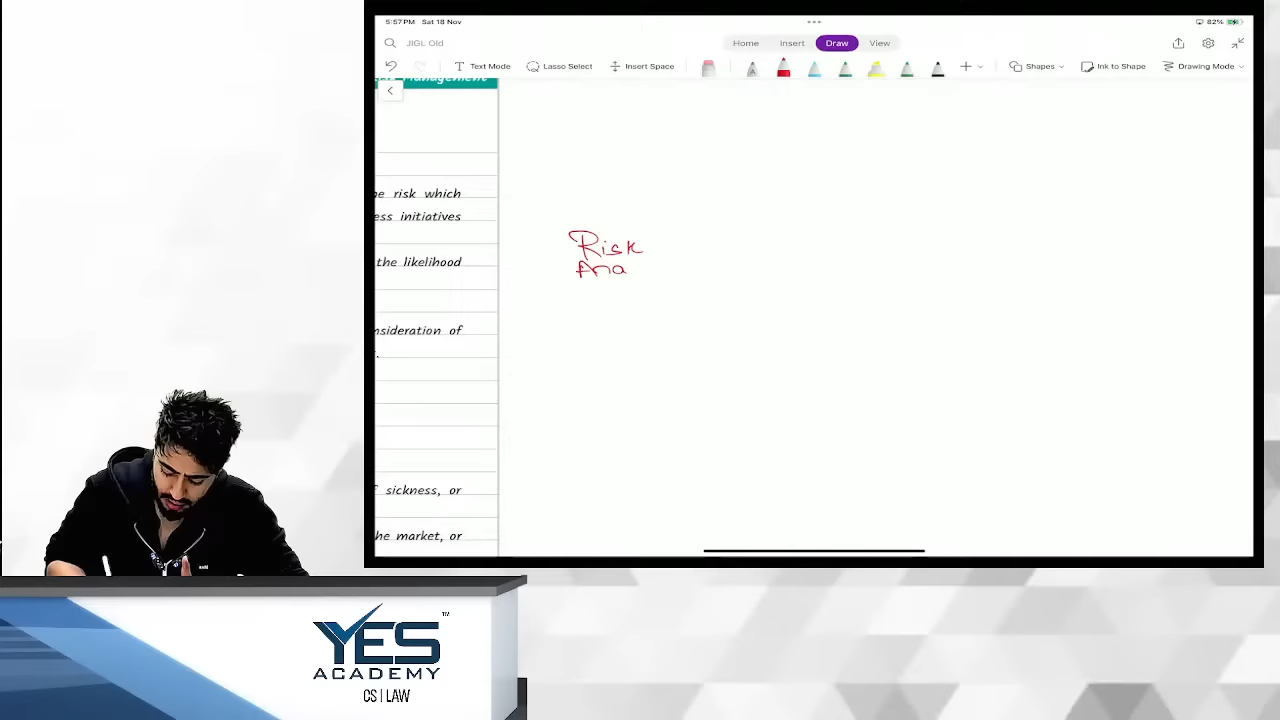 5:57 PM Sat 18 Nov
82%
JIGL Old
Home Insert Draw View
Text Mode Lasso Select Insert Space Shapes Ink to Shape Drawing Mode
Management
risk which
ess initiatives
the likelihood
nsideration of
sickness, or
he market, or
Risk
Ana
YES™
ACADEMY
CS | LAW